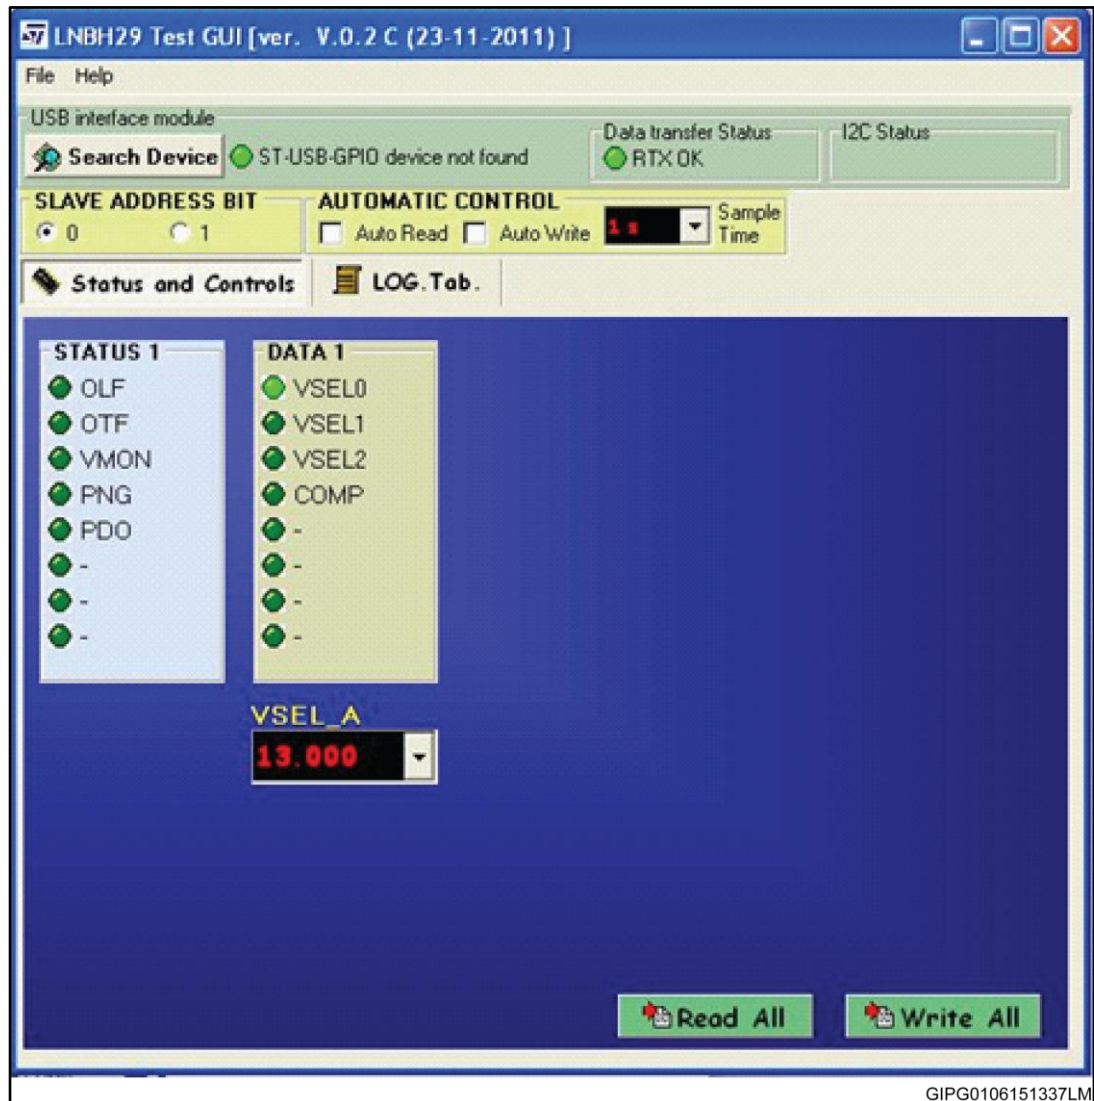 LNBH29 Test GUI [ver. V.0.2 C (23-11-2011) ]
File Help
USB interface module
Search Device
ST-USB-GPIO device not found
Data transfer Status
RTX OK
I2C Status
SLAVE ADDRESS BIT
0 1
AUTOMATIC CONTROL
Auto Read Auto Write
1 s
Sample
Time
Status and Controls
LOG.Tab.
STATUS 1
OLF
OTF
VMON
PNG
PDO
-
-
-
DATA 1
VSEL0
VSEL1
VSEL2
COMP
-
-
-
-
VSEL_A
13.000
Read All
Write All
GIPG0106151337LM